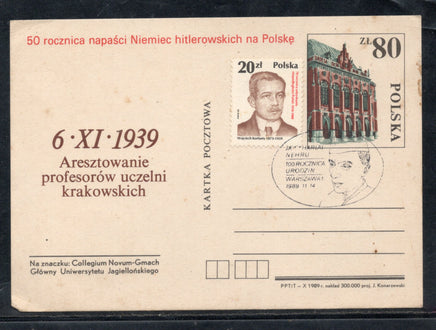 50 rocznica napaści Niemiec hitlerowskich na Polskę
20zł Polska
ZŁ 80
POLSKA
6·XI·1939
Aresztowanie
profesorów uczelni
krakowskich
KARTKA POCZTOWA
NEHRU
100 ROCZNICA
URODZIN
WARSZAWA 1
1989.11.14
Na znaczku: Collegium Novum-Gmach
Główny Uniwersytetu Jagiellońskiego
PPTiT – X 1989 r. nakład 300.000 proj. J. Konarzewski